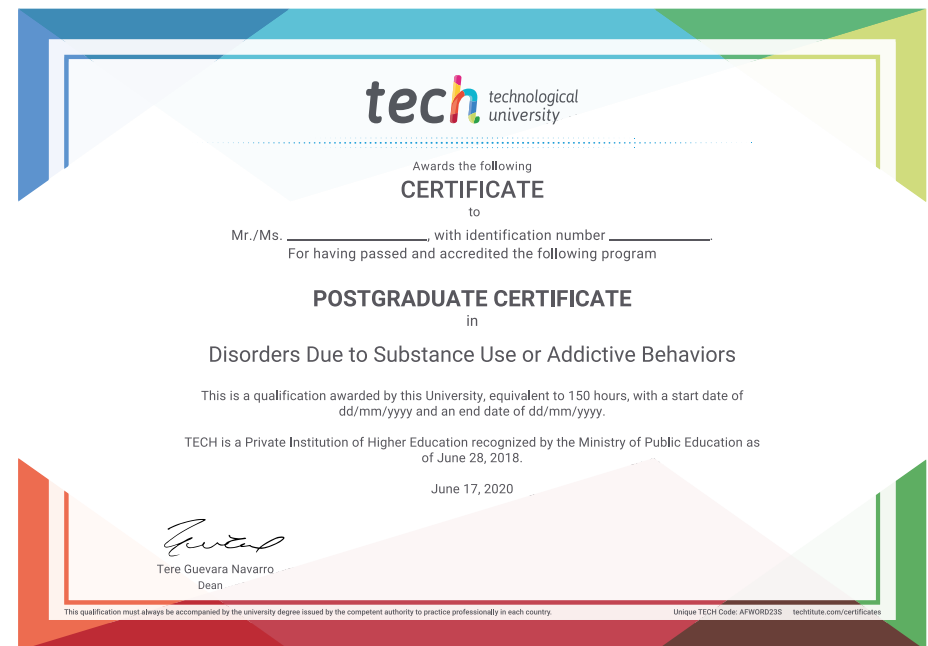 tech technological
university
Awards the following
CERTIFICATE
to
Mr./Ms. ____________________, with identification number ______________.
For having passed and accredited the following program
POSTGRADUATE CERTIFICATE
in
Disorders Due to Substance Use or Addictive Behaviors
This is a qualification awarded by this University, equivalent to 150 hours, with a start date of
dd/mm/yyyy and an end date of dd/mm/yyyy.
TECH is a Private Institution of Higher Education recognized by the Ministry of Public Education as
of June 28, 2018.
June 17, 2020
Tere Guevara Navarro
Dean
This qualification must always be accompanied by the university degree issued by the competent authority to practice professionally in each country.
Unique TECH Code: AFWORD23S techtitute.com/certificates